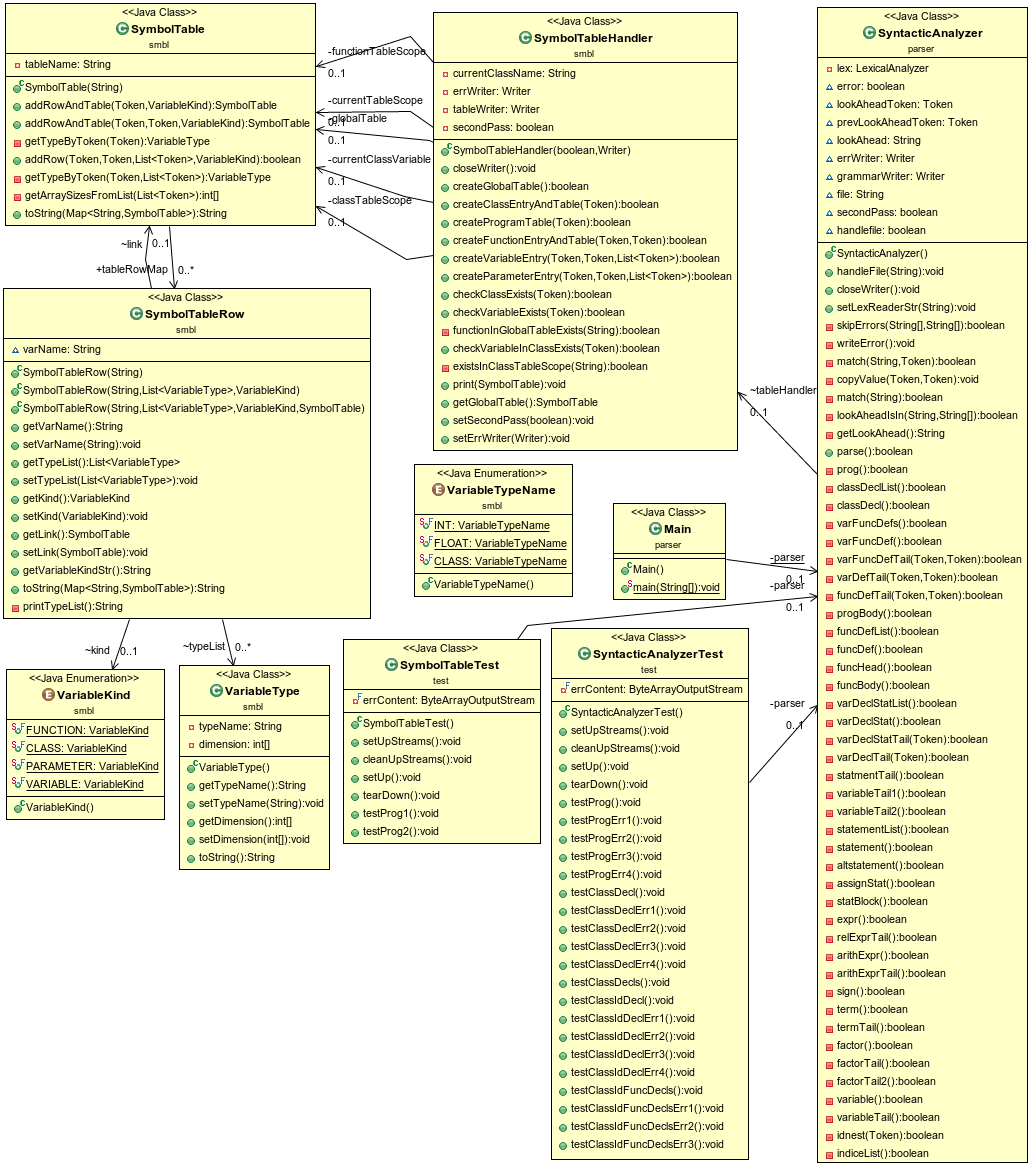 <<Java Class>>
SymbolTable
smbl
tableName: String
SymbolTable(String)
addRowAndTable(Token,VariableKind):SymbolTable
addRowAndTable(Token,Token,VariableKind):SymbolTable
getTypeByToken(Token):VariableType
addRow(Token,Token,List<Token>,VariableKind):boolean
getTypeByToken(Token,List<Token>):VariableType
getArraySizesFromList(List<Token>):int[]
toString(Map<String,SymbolTable>):String
-functionTableScope
0..1
-currentTableScope
0..1
-globalTable
0..1
-currentClassVariable
0..1
-classTableScope
0..1
<<Java Class>>
SymbolTableHandler
smbl
currentClassName: String
errWriter: Writer
tableWriter: Writer
secondPass: boolean
SymbolTableHandler(boolean,Writer)
closeWriter():void
createGlobalTable():boolean
createClassEntryAndTable(Token):boolean
createProgramTable(Token):boolean
createFunctionEntryAndTable(Token,Token):boolean
createVariableEntry(Token,Token,List<Token>):boolean
createParameterEntry(Token,Token,List<Token>):boolean
checkClassExists(Token):boolean
checkVariableExists(Token):boolean
functionInGlobalTableExists(String):boolean
checkVariableInClassExists(Token):boolean
existsInClassTableScope(String):boolean
print(SymbolTable):void
getGlobalTable():SymbolTable
setSecondPass(boolean):void
setErrWriter(Writer):void
~tableHandler
0..1
<<Java Class>>
SyntacticAnalyzer
parser
lex: LexicalAnalyzer
error: boolean
lookAheadToken: Token
prevLookAheadToken: Token
lookAhead: String
errWriter: Writer
grammarWriter: Writer
file: String
secondPass: boolean
handlefile: boolean
SyntacticAnalyzer()
handleFile(String):void
closeWriter():void
setLexReaderStr(String):void
skipErrors(String[],String[]):boolean
writeError():void
match(String,Token):boolean
copyValue(Token,Token):void
match(String):boolean
lookAheadIsIn(String,String[]):boolean
getLookAhead():String
parse():boolean
prog():boolean
classDeclList():boolean
classDecl():boolean
varFuncDefs():boolean
varFuncDef():boolean
varFuncDefTail(Token,Token):boolean
varDefTail(Token,Token):boolean
funcDefTail(Token,Token):boolean
progBody():boolean
funcDefList():boolean
funcDef():boolean
funcHead():boolean
funcBody():boolean
varDeclStatList():boolean
varDeclStat():boolean
varDeclStatTail(Token):boolean
varDeclTail(Token):boolean
statmentTail():boolean
variableTail1():boolean
variableTail2():boolean
statementList():boolean
statement():boolean
altstatement():boolean
assignStat():boolean
statBlock():boolean
expr():boolean
relExprTail():boolean
arithExpr():boolean
arithExprTail():boolean
sign():boolean
term():boolean
termTail():boolean
factor():boolean
factorTail():boolean
factorTail2():boolean
variable():boolean
variableTail():boolean
idnest(Token):boolean
indiceList():boolean
~link
0..1
+tableRowMap
0..*
<<Java Class>>
SymbolTableRow
smbl
varName: String
SymbolTableRow(String)
SymbolTableRow(String,List<VariableType>,VariableKind)
SymbolTableRow(String,List<VariableType>,VariableKind,SymbolTable)
getVarName():String
setVarName(String):void
getTypeList():List<VariableType>
setTypeList(List<VariableType>):void
getKind():VariableKind
setKind(VariableKind):void
getLink():SymbolTable
setLink(SymbolTable):void
getVariableKindStr():String
toString(Map<String,SymbolTable>):String
printTypeList():String
~kind
0..1
~typeList
0..*
<<Java Enumeration>>
VariableTypeName
smbl
INT: VariableTypeName
FLOAT: VariableTypeName
CLASS: VariableTypeName
VariableTypeName()
<<Java Class>>
Main
parser
Main()
main(String[]):void
-parser
0..1
-parser
0..1
-parser
0..1
<<Java Enumeration>>
VariableKind
smbl
FUNCTION: VariableKind
CLASS: VariableKind
PARAMETER: VariableKind
VARIABLE: VariableKind
VariableKind()
<<Java Class>>
VariableType
smbl
typeName: String
dimension: int[]
VariableType()
getTypeName():String
setTypeName(String):void
getDimension():int[]
setDimension(int[]):void
toString():String
<<Java Class>>
SymbolTableTest
test
errContent: ByteArrayOutputStream
SymbolTableTest()
setUpStreams():void
cleanUpStreams():void
setUp():void
tearDown():void
testProg1():void
testProg2():void
<<Java Class>>
SyntacticAnalyzerTest
test
errContent: ByteArrayOutputStream
SyntacticAnalyzerTest()
setUpStreams():void
cleanUpStreams():void
setUp():void
tearDown():void
testProg():void
testProgErr1():void
testProgErr2():void
testProgErr3():void
testProgErr4():void
testClassDecl():void
testClassDeclErr1():void
testClassDeclErr2():void
testClassDeclErr3():void
testClassDeclErr4():void
testClassDecls():void
testClassIdDecl():void
testClassIdDeclErr1():void
testClassIdDeclErr2():void
testClassIdDeclErr3():void
testClassIdDeclErr4():void
testClassIdFuncDecls():void
testClassIdFuncDeclsErr1():void
testClassIdFuncDeclsErr2():void
testClassIdFuncDeclsErr3():void